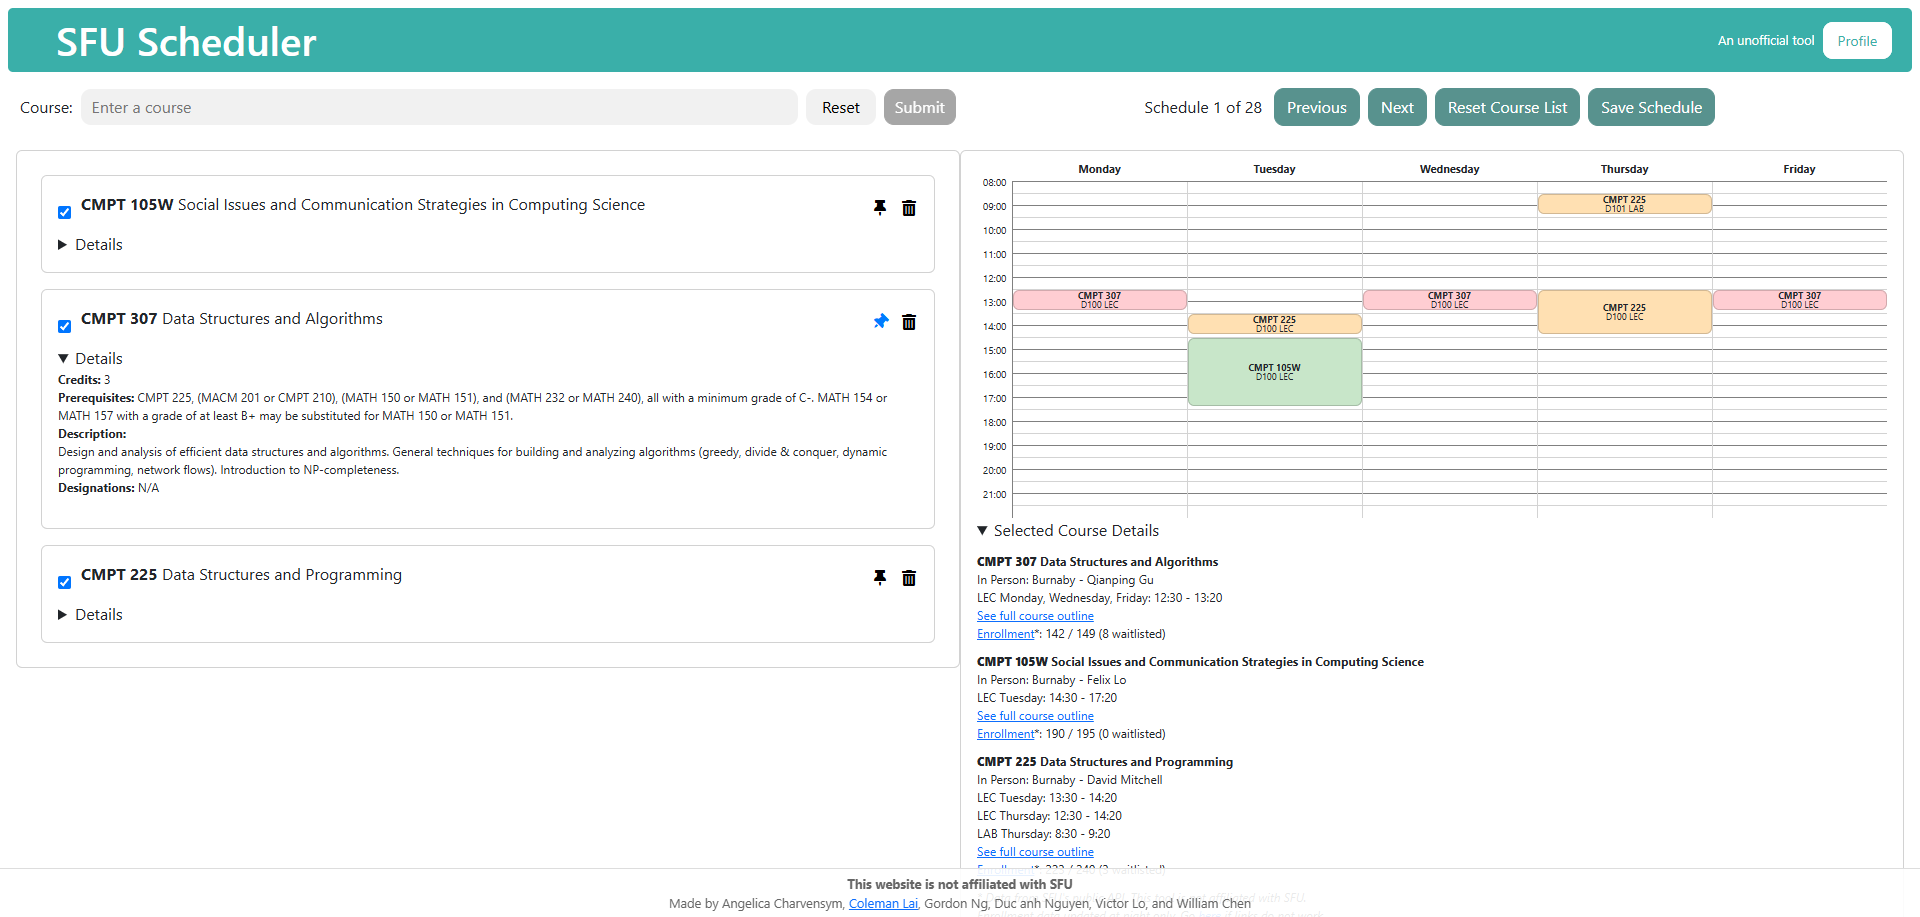 SFU Scheduler
An unofficial tool
Profile
Course:
Enter a course
Reset
Submit
Schedule 1 of 28
Previous
Next
Reset Course List
Save Schedule
CMPT 105W Social Issues and Communication Strategies in Computing Science
Details
CMPT 307 Data Structures and Algorithms
Details
Credits: 3
Prerequisites: CMPT 225, (MACM 201 or CMPT 210), (MATH 150 or MATH 151), and (MATH 232 or MATH 240), all with a minimum grade of C-. MATH 154 or
MATH 157 with a grade of at least B+ may be substituted for MATH 150 or MATH 151.
Description:
Design and analysis of efficient data structures and algorithms. General techniques for building and analyzing algorithms (greedy, divide & conquer, dynamic
programming, network flows). Introduction to NP-completeness.
Designations: N/A
CMPT 225 Data Structures and Programming
Details
Monday Tuesday Wednesday Thursday Friday
08:00
CMPT 225
D101 LAB
09:00
10:00
11:00
12:00
CMPT 307
D100 LEC
CMPT 307
D100 LEC
CMPT 225
D100 LEC
CMPT 307
D100 LEC
13:00
CMPT 225
D100 LEC
14:00
15:00
CMPT 105W
D100 LEC
16:00
17:00
18:00
19:00
20:00
21:00
Selected Course Details
CMPT 307 Data Structures and Algorithms
In Person: Burnaby - Qianping Gu
LEC Monday, Wednesday, Friday: 12:30 - 13:20
See full course outline
Enrollment*: 142 / 149 (8 waitlisted)
CMPT 105W Social Issues and Communication Strategies in Computing Science
In Person: Burnaby - Felix Lo
LEC Tuesday: 14:30 - 17:20
See full course outline
Enrollment*: 190 / 195 (0 waitlisted)
CMPT 225 Data Structures and Programming
In Person: Burnaby - David Mitchell
LEC Tuesday: 13:30 - 14:20
LEC Thursday: 12:30 - 14:20
LAB Thursday: 8:30 - 9:20
See full course outline
This website is not affiliated with SFU
Made by Angelica Charvensym, Coleman Lai, Gordon Ng, Duc anh Nguyen, Victor Lo, and William Chen